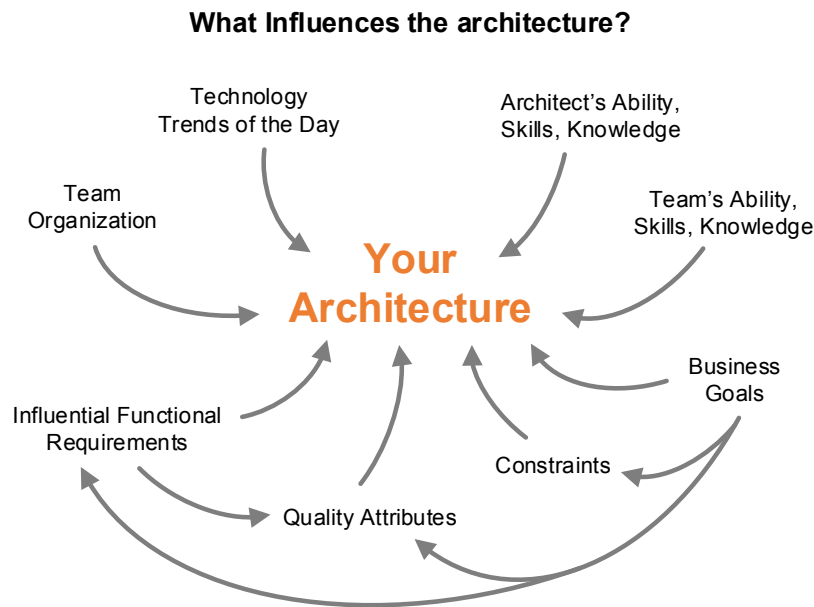 What Influences the architecture?
Technology
Trends of the Day
Architect's Ability,
Skills, Knowledge
Team
Organization
Team's Ability,
Skills, Knowledge
Your
Architecture
Business
Goals
Influential Functional
Requirements
Constraints
Quality Attributes